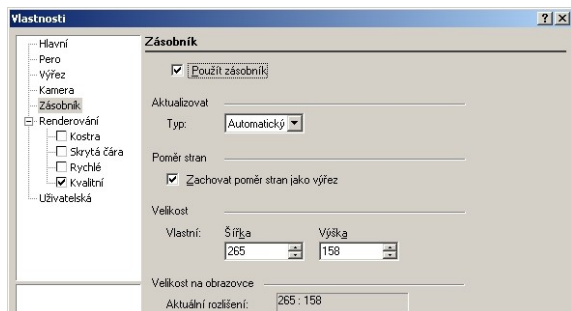 Vlastnosti
Hlavní
Pero
Výřez
Kamera
Zásobník
Renderování
Kostra
Skrytá čára
Rychlé
Kvalitní
Uživatelská
Zásobník
Použít zásobník
Aktualizovat
Typ: Automatický
Poměr stran
Zachovat poměr stran jako výřez
Velikost
Šířka Výška
Vlastní: 265 158
Velikost na obrazovce
Aktuální rozlišení: 265 : 158